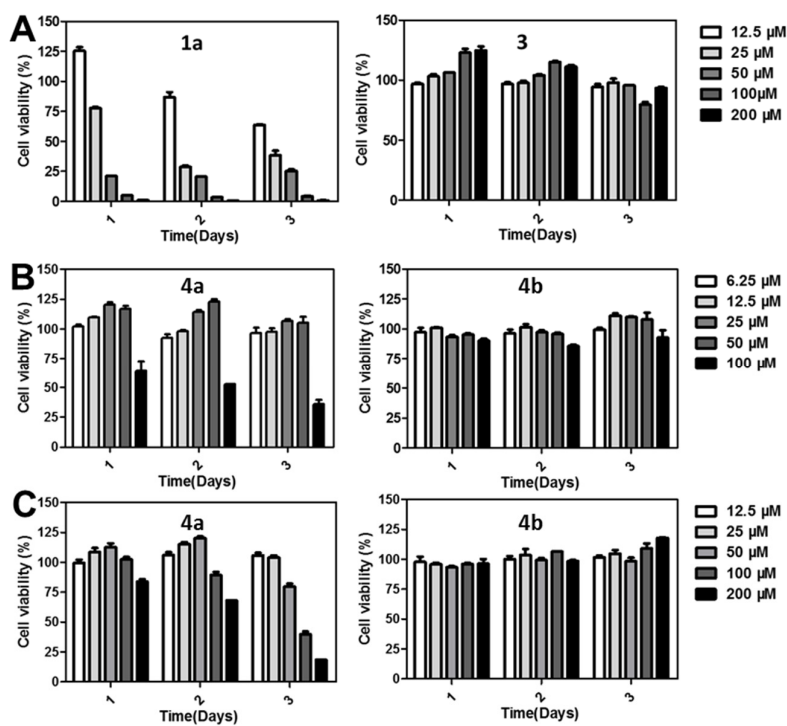 A
1a
Cell viability (%)
150
125
100
75
50
25
0
1
2
3
Time(Days)
3
Cell viability (%)
150
100
50
0
1
2
3
Time(Days)
12.5 µM
25 µM
50 µM
100µM
200 µM
B
4a
Cell viability (%)
150
125
100
75
50
25
0
1
2
3
Time(Days)
4b
Cell viability (%)
150
125
100
75
50
25
0
1
2
3
Time(Days)
6.25 µM
12.5 µM
25 µM
50 µM
100 µM
C
4a
Cell viability (%)
150
125
100
75
50
25
0
1
2
3
Time(Days)
4b
Cell viability (%)
150
125
100
75
50
25
0
1
2
3
Time(Days)
12.5 µM
25 µM
50 µM
100 µM
200 µM